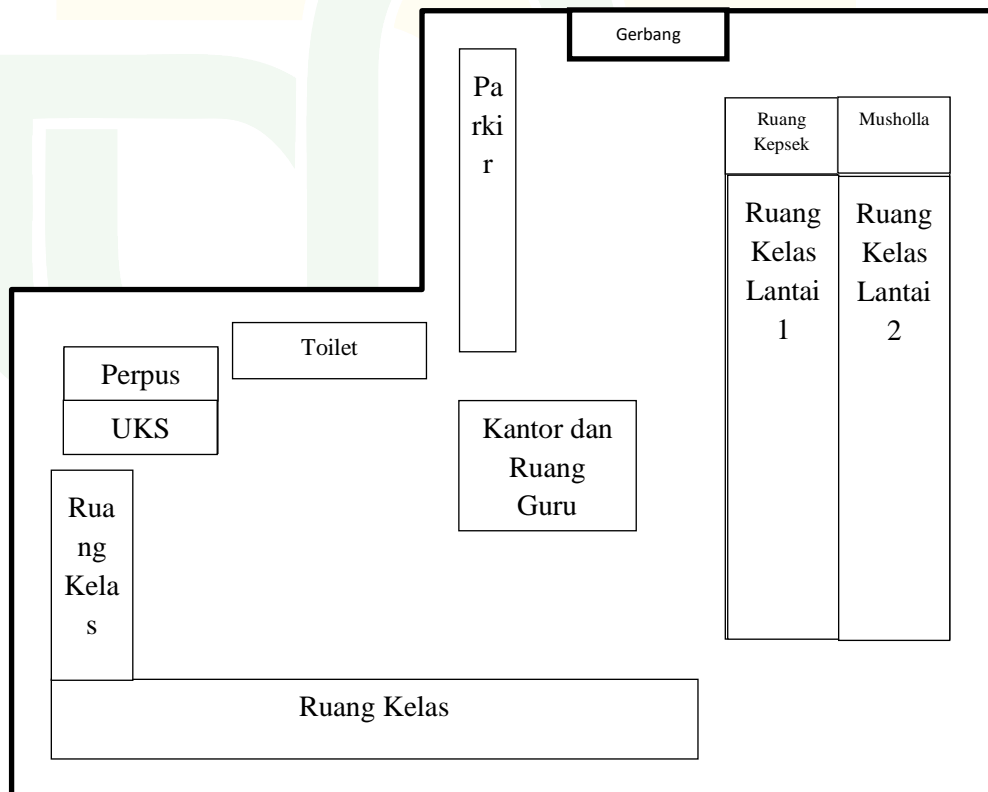 Gerbang
Pa
rki
r
Ruang
Kepsek
Musholla
Ruang
Kelas
Lantai
1
Ruang
Kelas
Lantai
2
Toilet
Perpus
UKS
Kantor dan
Ruang
Guru
Rua
ng
Kela
s
Ruang Kelas